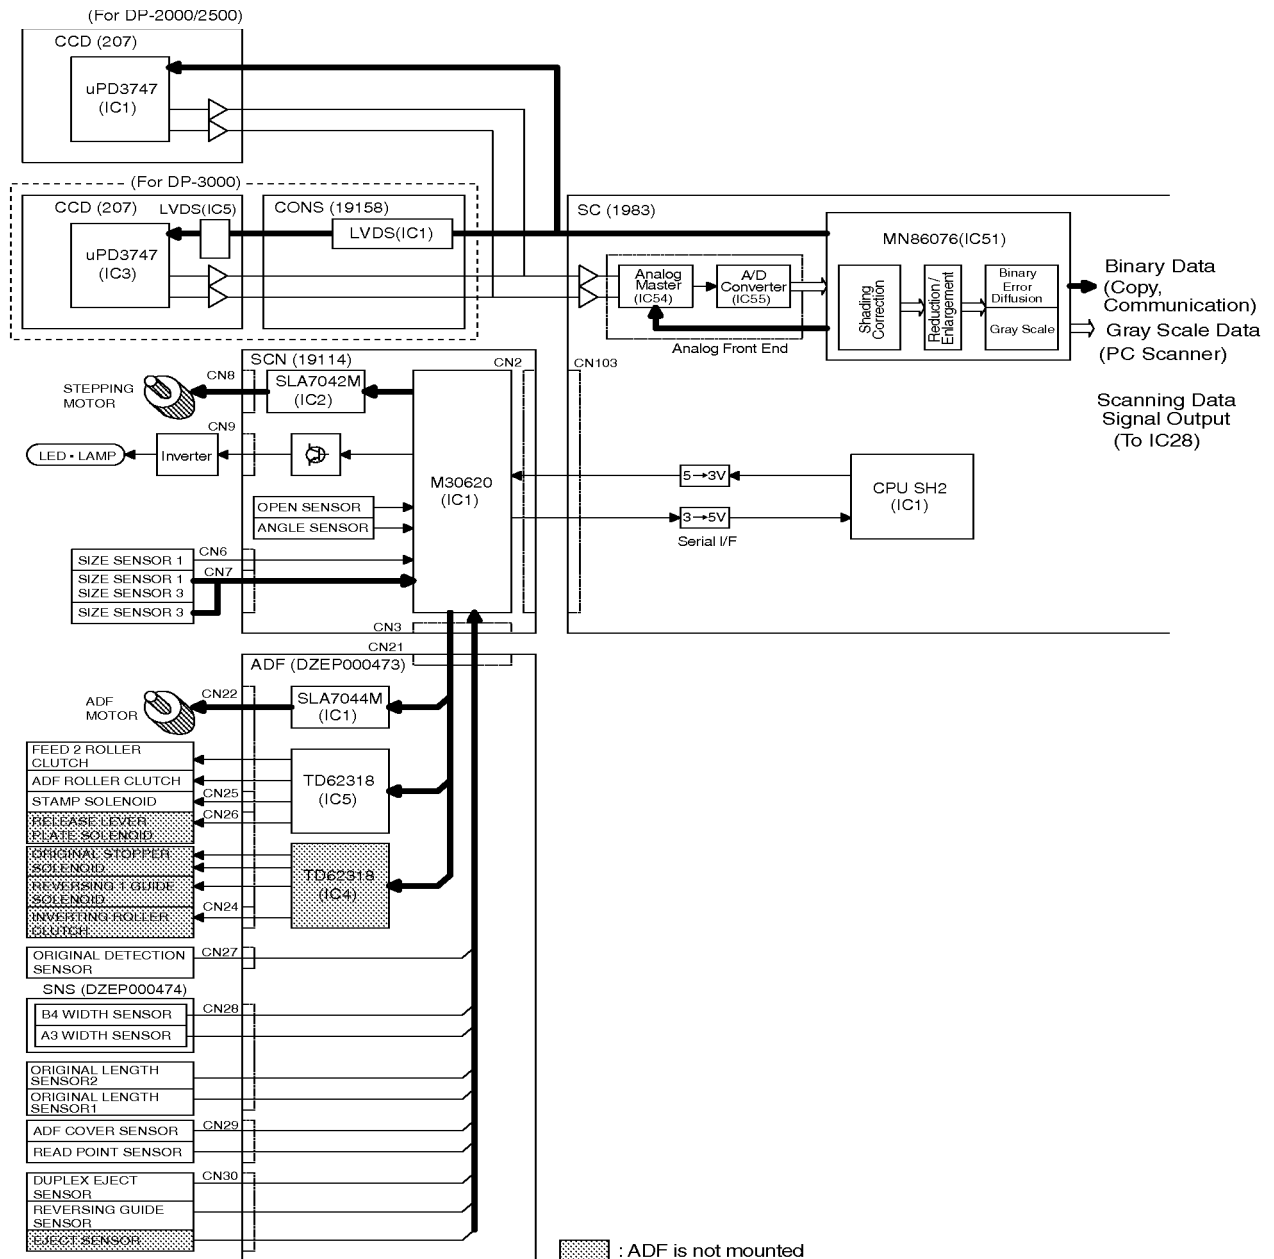 (For DP-2000/2500)
CCD (207)
uPD3747
(IC1)
(For DP-3000)
CCD (207)
LVDS(IC5)
CONS (19158)
LVDS(IC1)
uPD3747
(IC3)
SC (1983)
MN86076(IC51)
Analog
Master
(IC54)
A/D
Converter
(IC55)
Analog Front End
Shading
Correction
Reduction/
Enlargement
Binary
Error
Diffusion
Gray Scale
Binary Data
(Copy,
Communication)
Gray Scale Data
(PC Scanner)
Scanning Data
Signal Output
(To IC28)
SCN (19114)
CN2
CN103
STEPPING
MOTOR
CN8
SLA7042M
(IC2)
CN9
LED • LAMP
Inverter
M30620
(IC1)
OPEN SENSOR
ANGLE SENSOR
5→3V
3→5V
Serial I/F
CPU SH2
(IC1)
CN6
SIZE SENSOR 1
CN7
SIZE SENSOR 1
SIZE SENSOR 3
SIZE SENSOR 3
CN3
CN21
ADF (DZEP000473)
ADF
MOTOR
CN22
SLA7044M
(IC1)
FEED 2 ROLLER
CLUTCH
ADF ROLLER CLUTCH
CN25
STAMP SOLENOID
CN26
RELEASE LEVER
PLATE SOLENOID
TD62318
(IC5)
ORIGINAL STOPPER
SOLENOID
REVERSING 1 GUIDE
SOLENOID
CN24
INVERTING ROLLER
CLUTCH
TD62318
(IC4)
ORIGINAL DETECTION
SENSOR
CN27
SNS (DZEP000474)
B4 WIDTH SENSOR
CN28
A3 WIDTH SENSOR
ORIGINAL LENGTH
SENSOR2
ORIGINAL LENGTH
SENSOR1
ADF COVER SENSOR
CN29
READ POINT SENSOR
DUPLEX EJECT
SENSOR
CN30
REVERSING GUIDE
SENSOR
EJECT SENSOR
: ADF is not mounted